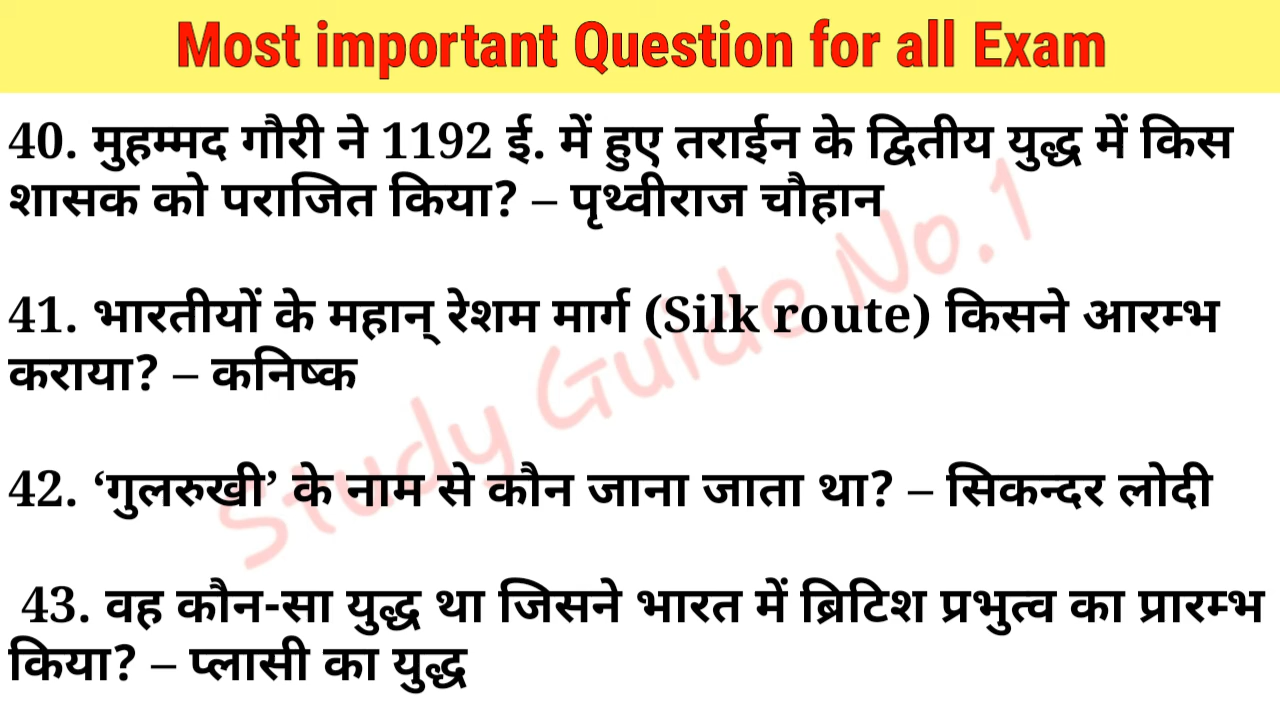 Most important Question for all Exam
40. मुहम्मद गौरी ने 1192 ई. में हुए तराईन के द्वितीय युद्ध में किस
शासक को पराजित किया? – पृथ्वीराज चौहान
41. भारतीयों के महान् रेशम मार्ग (Silk route) किसने आरम्भ
कराया? – कनिष्क
42. ‘गुलरुखी’ के नाम से कौन जाना जाता था? – सिकन्दर लोदी
43. वह कौन-सा युद्ध था जिसने भारत में ब्रिटिश प्रभुत्व का प्रारम्भ
किया? – प्लासी का युद्ध
Study Guide No.1